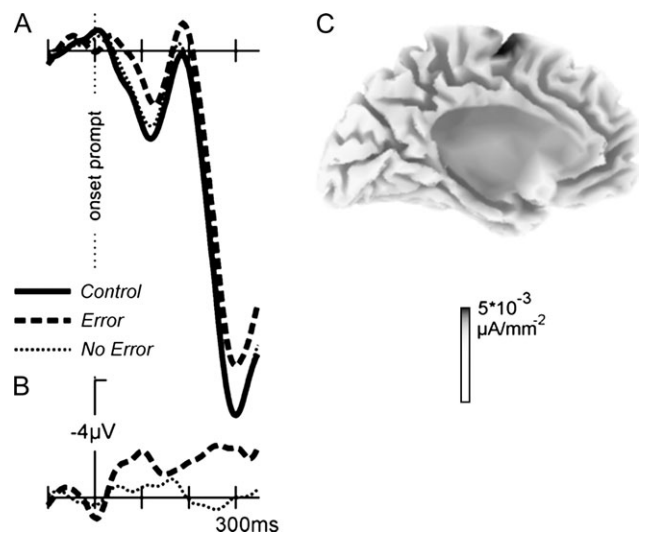 A
C
onset prompt
Control
Error
No Error
5*10⁻³
µA/mm⁻²
B
-4µV
300ms